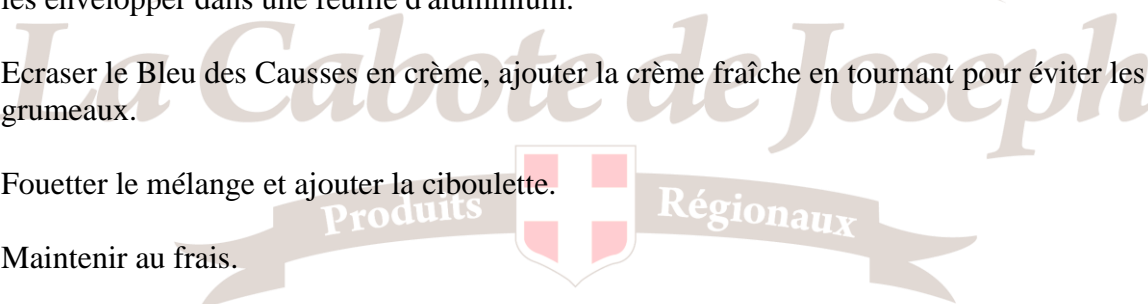 les envelopper dans une feuille d'aluminium.
La Cabote de Joseph
Ecraser le Bleu des Causses en crème, ajouter la crème fraîche en tournant pour éviter les
grumeaux.
Fouetter le mélange et ajouter la ciboulette.
Produits Régionaux
Maintenir au frais.